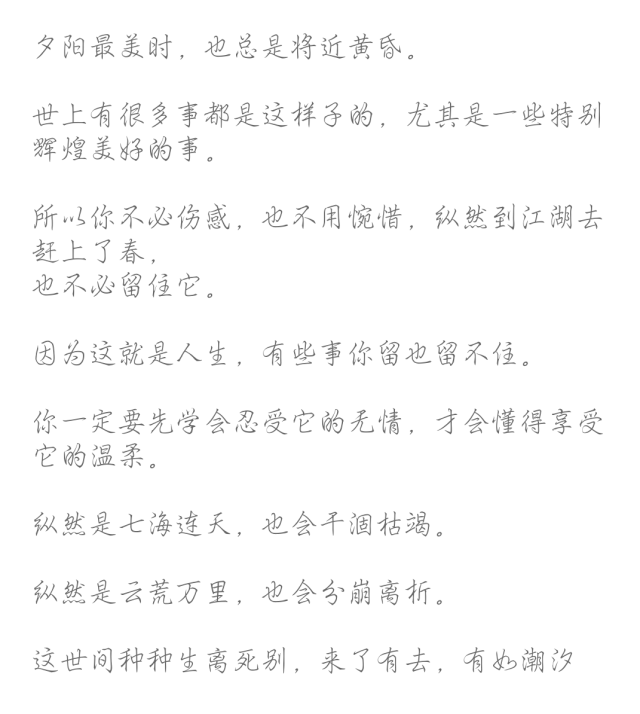 夕阳最美时，也总是将近黄昏。
世上有很多事都是这样子的，尤其是一些特别
辉煌美好的事。
所以你不必伤感，也不用惋惜，纵然到江湖去
赶上了春，
也不必留住它。
因为这就是人生，有些事你留也留不住。
你一定要先学会忍受它的无情，才会懂得享受
它的温柔。
纵然是七海连天，也会干涸枯竭。
纵然是云荒万里，也会分崩离析。
这世间种种生离死别，来了有去，有如潮汐